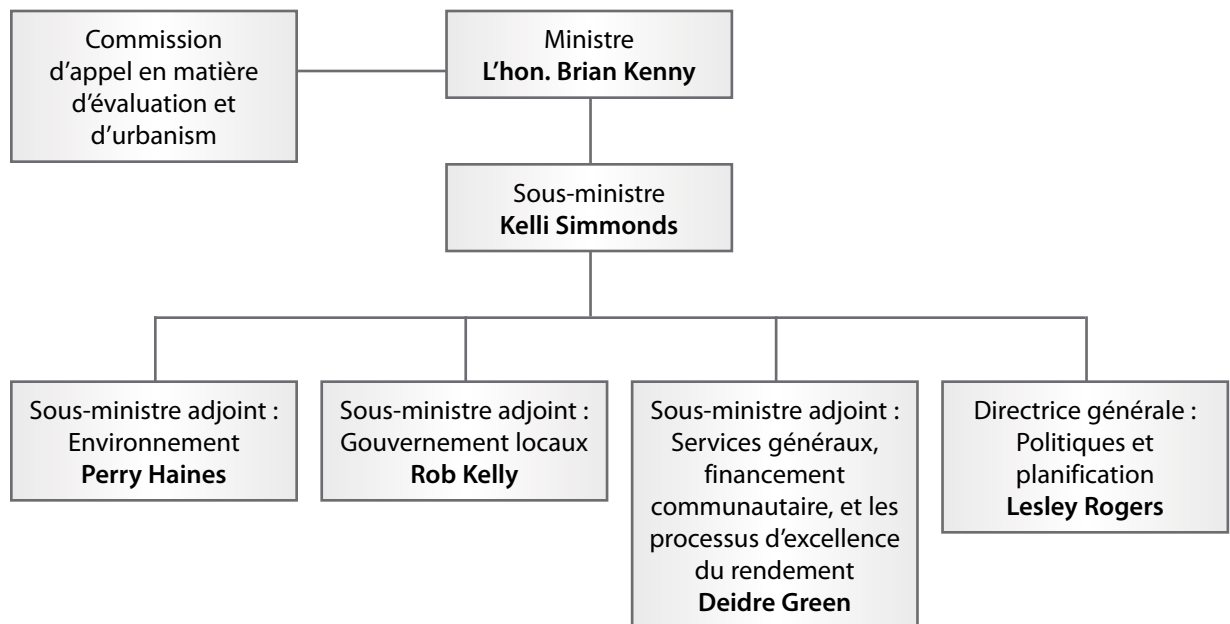 Commission
d'appel en matière
d'évaluation et
d'urbanism
Ministre
L'hon. Brian Kenny
Sous-ministre
Kelli Simmonds
Sous-ministre adjoint :
Environnement
Perry Haines
Sous-ministre adjoint :
Gouvernement locaux
Rob Kelly
Sous-ministre adjoint :
Services généraux,
financement
communautaire, et les
processus d'excellence
du rendement
Deidre Green
Directrice générale :
Politiques et
planification
Lesley Rogers